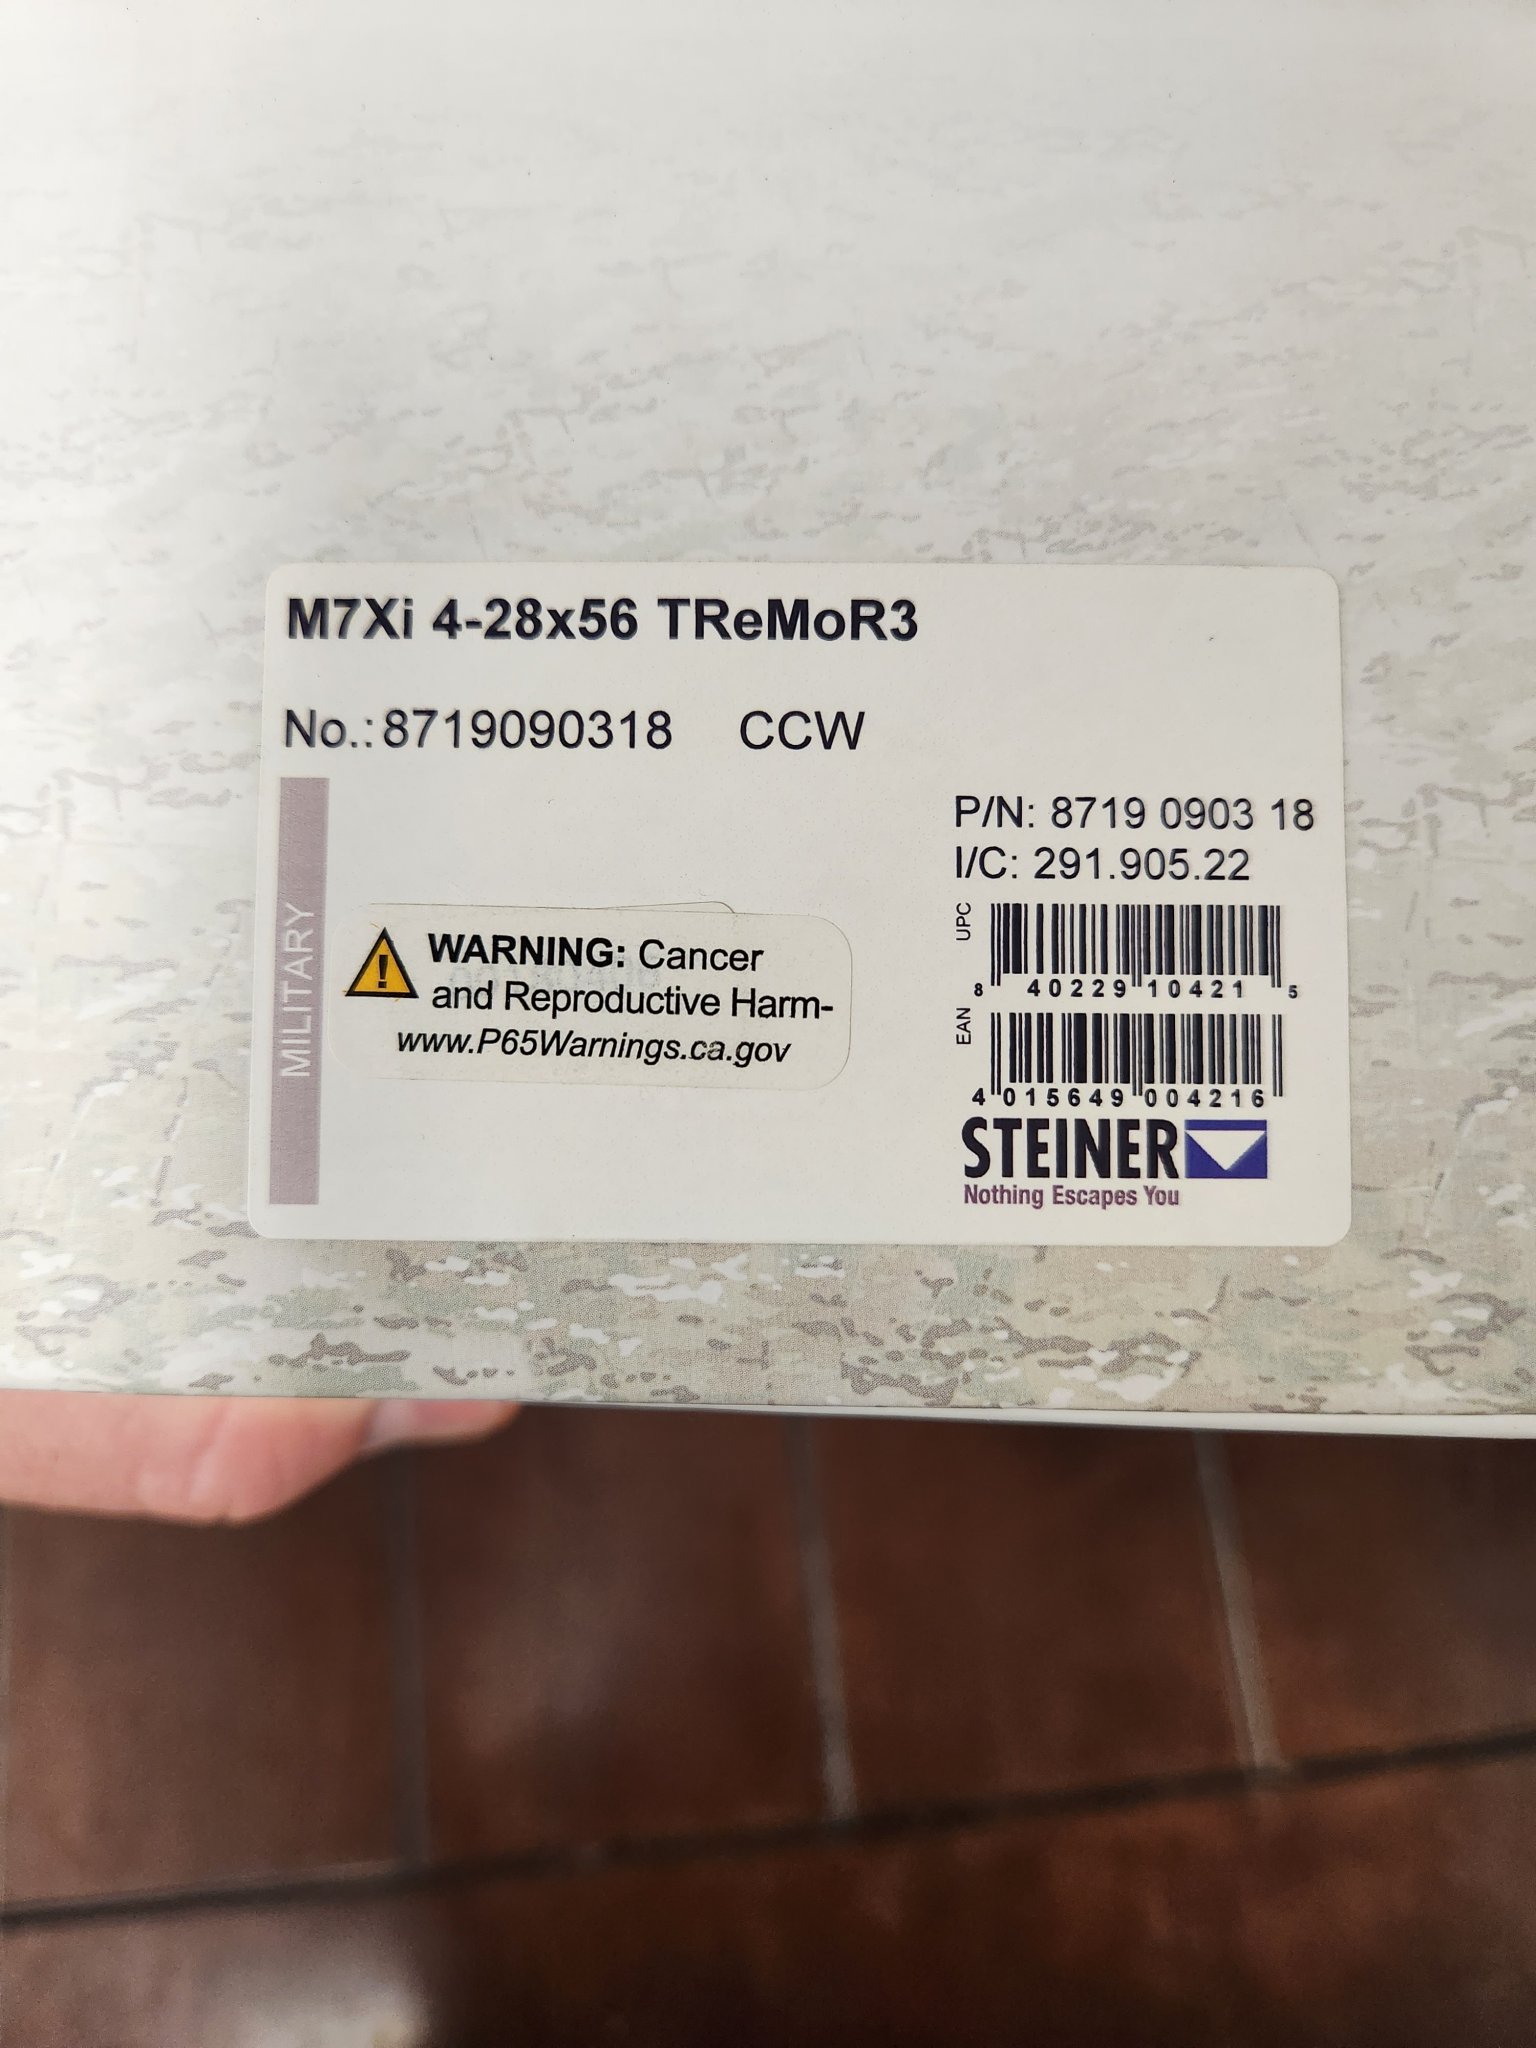 M7Xi 4-28x56 TReMoR3
No.: 8719090318 CCW
MILITARY
WARNING: Cancer
and Reproductive Harm-
www.P65Warnings.ca.gov
P/N: 8719 0903 18
I/C: 291.905.22
UPC
8 40229 10421 5
EAN
4 015649 004216
STEINER
Nothing Escapes You